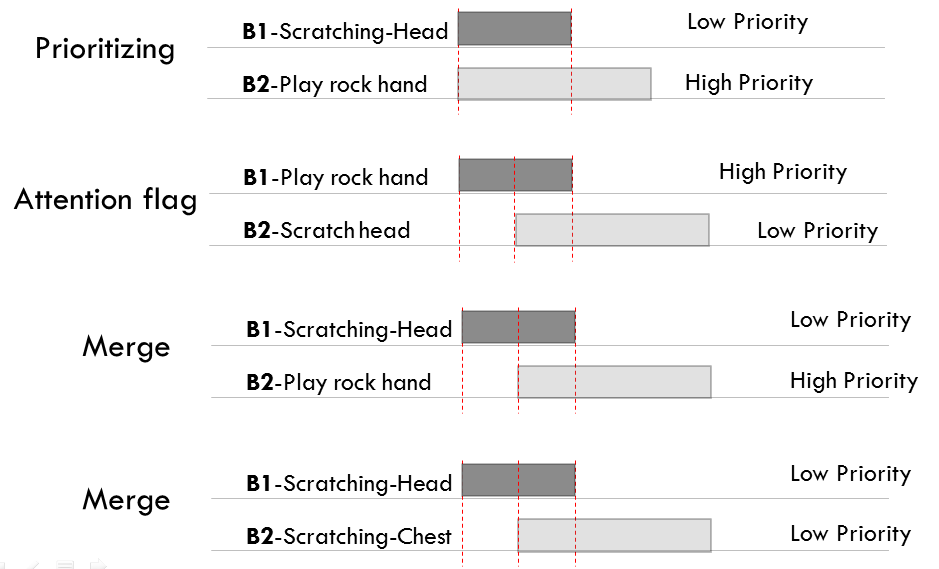 Prioritizing
B1-Scratching-Head
Low Priority
B2-Play rock hand
High Priority
Attention flag
B1-Play rock hand
High Priority
B2-Scratch head
Low Priority
Merge
B1-Scratching-Head
Low Priority
B2-Play rock hand
High Priority
Merge
B1-Scratching-Head
Low Priority
B2-Scratching-Chest
Low Priority